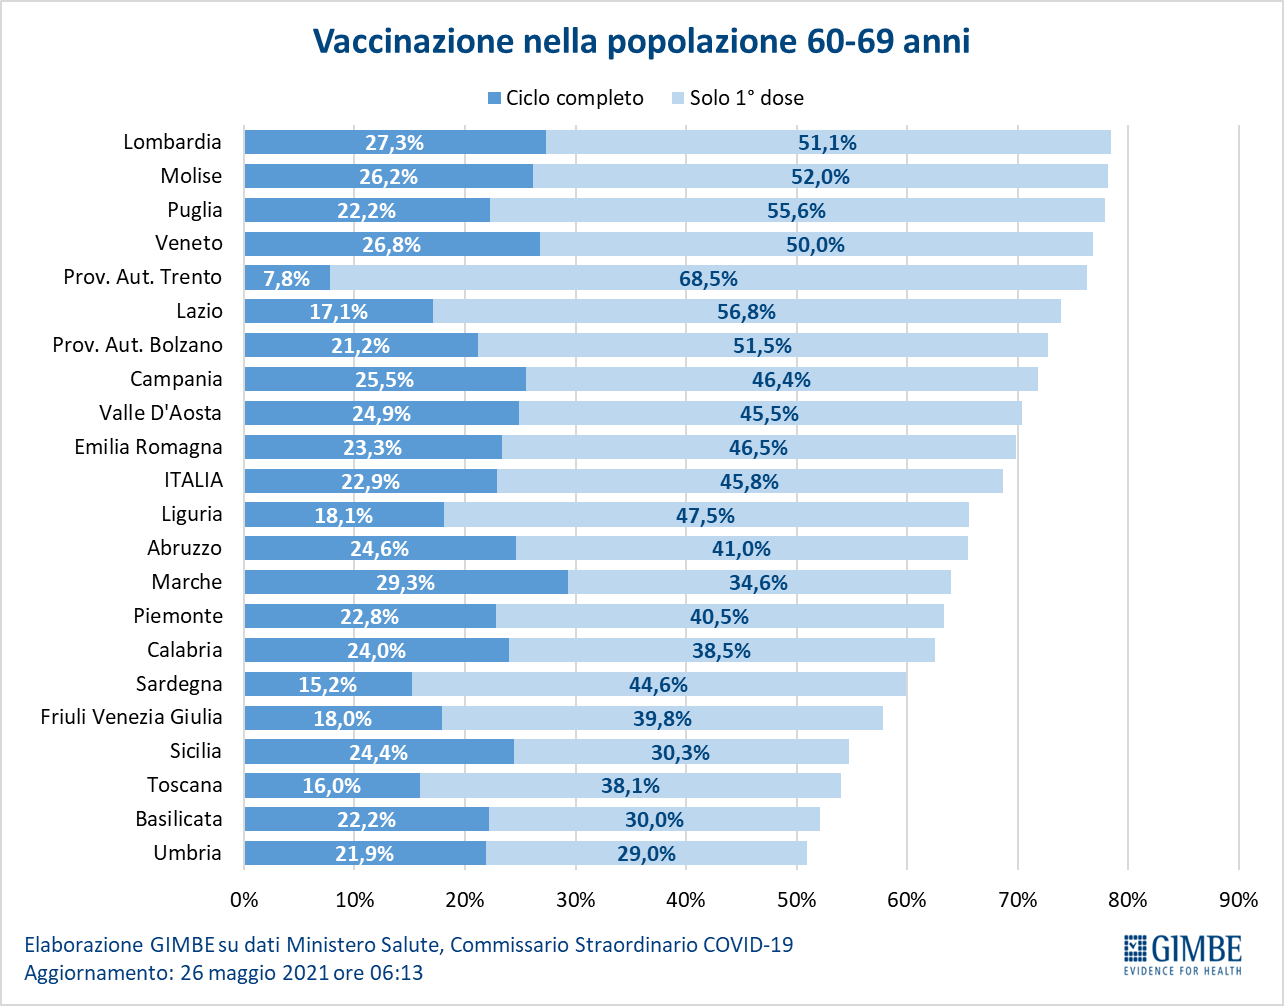 Vaccinazione nella popolazione 60-69 anni
Ciclo completo Solo 1° dose
Lombardia 27,3% 51,1%
Molise 26,2% 52,0%
Puglia 22,2% 55,6%
Veneto 26,8% 50,0%
Prov. Aut. Trento 7,8% 68,5%
Lazio 17,1% 56,8%
Prov. Aut. Bolzano 21,2% 51,5%
Campania 25,5% 46,4%
Valle D'Aosta 24,9% 45,5%
Emilia Romagna 23,3% 46,5%
ITALIA 22,9% 45,8%
Liguria 18,1% 47,5%
Abruzzo 24,6% 41,0%
Marche 29,3% 34,6%
Piemonte 22,8% 40,5%
Calabria 24,0% 38,5%
Sardegna 15,2% 44,6%
Friuli Venezia Giulia 18,0% 39,8%
Sicilia 24,4% 30,3%
Toscana 16,0% 38,1%
Basilicata 22,2% 30,0%
Umbria 21,9% 29,0%
0% 10% 20% 30% 40% 50% 60% 70% 80% 90%
Elaborazione GIMBE su dati Ministero Salute, Commissario Straordinario COVID-19
Aggiornamento: 26 maggio 2021 ore 06:13
GIMBE
EVIDENCE FOR HEALTH